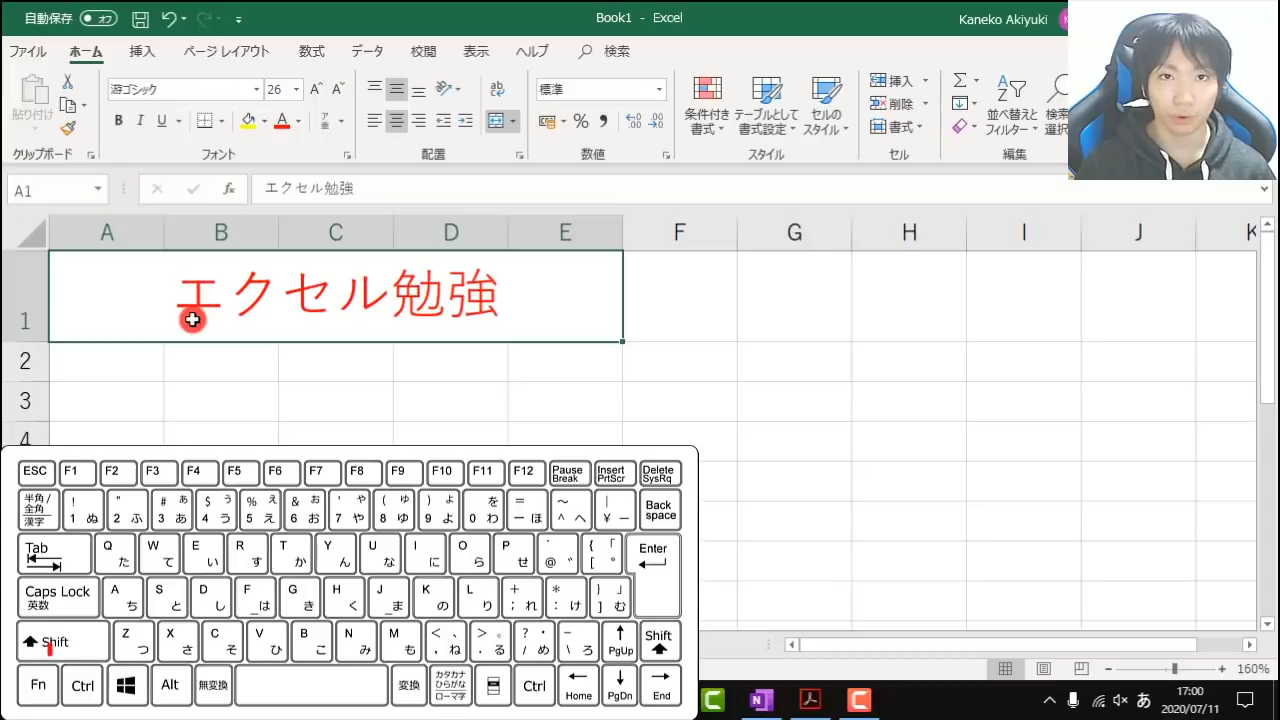 自動保存 オフ
Book1 - Excel
Kaneko Akiyuki
ファイル ホーム 挿入 ページ レイアウト 数式 データ 校閲 表示 ヘルプ 検索
貼り付け
クリップボード
游ゴシック 26
B I U
フォント
配置
標準
数値
条件付き書式 テーブルとして書式設定 セルのスタイル
スタイル
挿入
削除
書式
セル
並べ替えと
フィルター
検索
選択
編集
A1 fx エクセル勉強
A B C D E F G H I J K
1 エクセル勉強
2
3
4
ESC F1 F2 F3 F4 F5 F6 F7 F8 F9 F10 F11 F12 Pause Break Insert PrtScr Delete SysRq
半角/全角 漢字 ! 1 ぬ " 2 ふ # ぁ 3 あ $ ぅ 4 う % ぇ 5 え & ぉ 6 お ' ゃ 7 や ( ゅ 8 ゆ ) ょ 9 よ を 0 わ = ー ほ ~ ^ へ | ¥ ー Back space
Tab Q た W て E い R す T か Y ん U な I に O ら P せ ` @ ゛ { 「 [ ゜ Enter
Caps Lock 英数 A ち S と D し F は G き H く J ま K の L り + ; れ * : け } 」 ] む
Shift Z つ X さ C そ V ひ B こ N み M も < 、 , ね > 。 . る ? ・ / め _ \ ろ PgUp Shift
Fn Ctrl Alt 無変換 変換 カタカナ ひらがな ローマ字 Ctrl Home PgDn End
160%
あ
17:00
2020/07/11